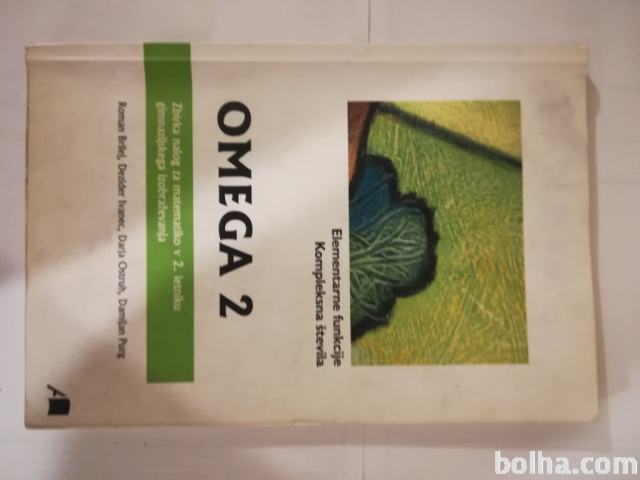 Elementarne funkcije
Kompleksna števila
OMEGA 2
Zbirka nalog za matematiko v 2. letniku
gimnazijskega izobraževanja
Roman Brilej, Dezider Ivanec, Darja Ostruh, Damijan Purg
bolha.com